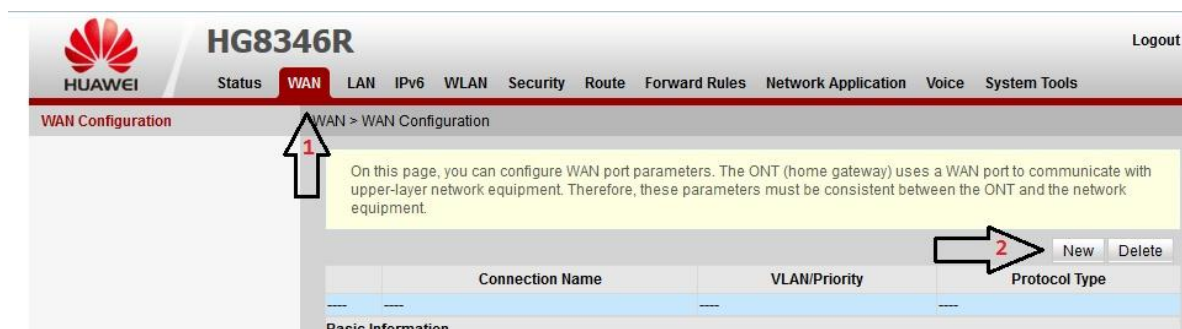 HUAWEI
HG8346R
Logout
Status WAN LAN IPv6 WLAN Security Route Forward Rules Network Application Voice System Tools
WAN Configuration
WAN > WAN Configuration
1
On this page, you can configure WAN port parameters. The ONT (home gateway) uses a WAN port to communicate with
upper-layer network equipment. Therefore, these parameters must be consistent between the ONT and the network
equipment.
2
New Delete
Connection Name VLAN/Priority Protocol Type
---- ---- ---- ----
Basic Information